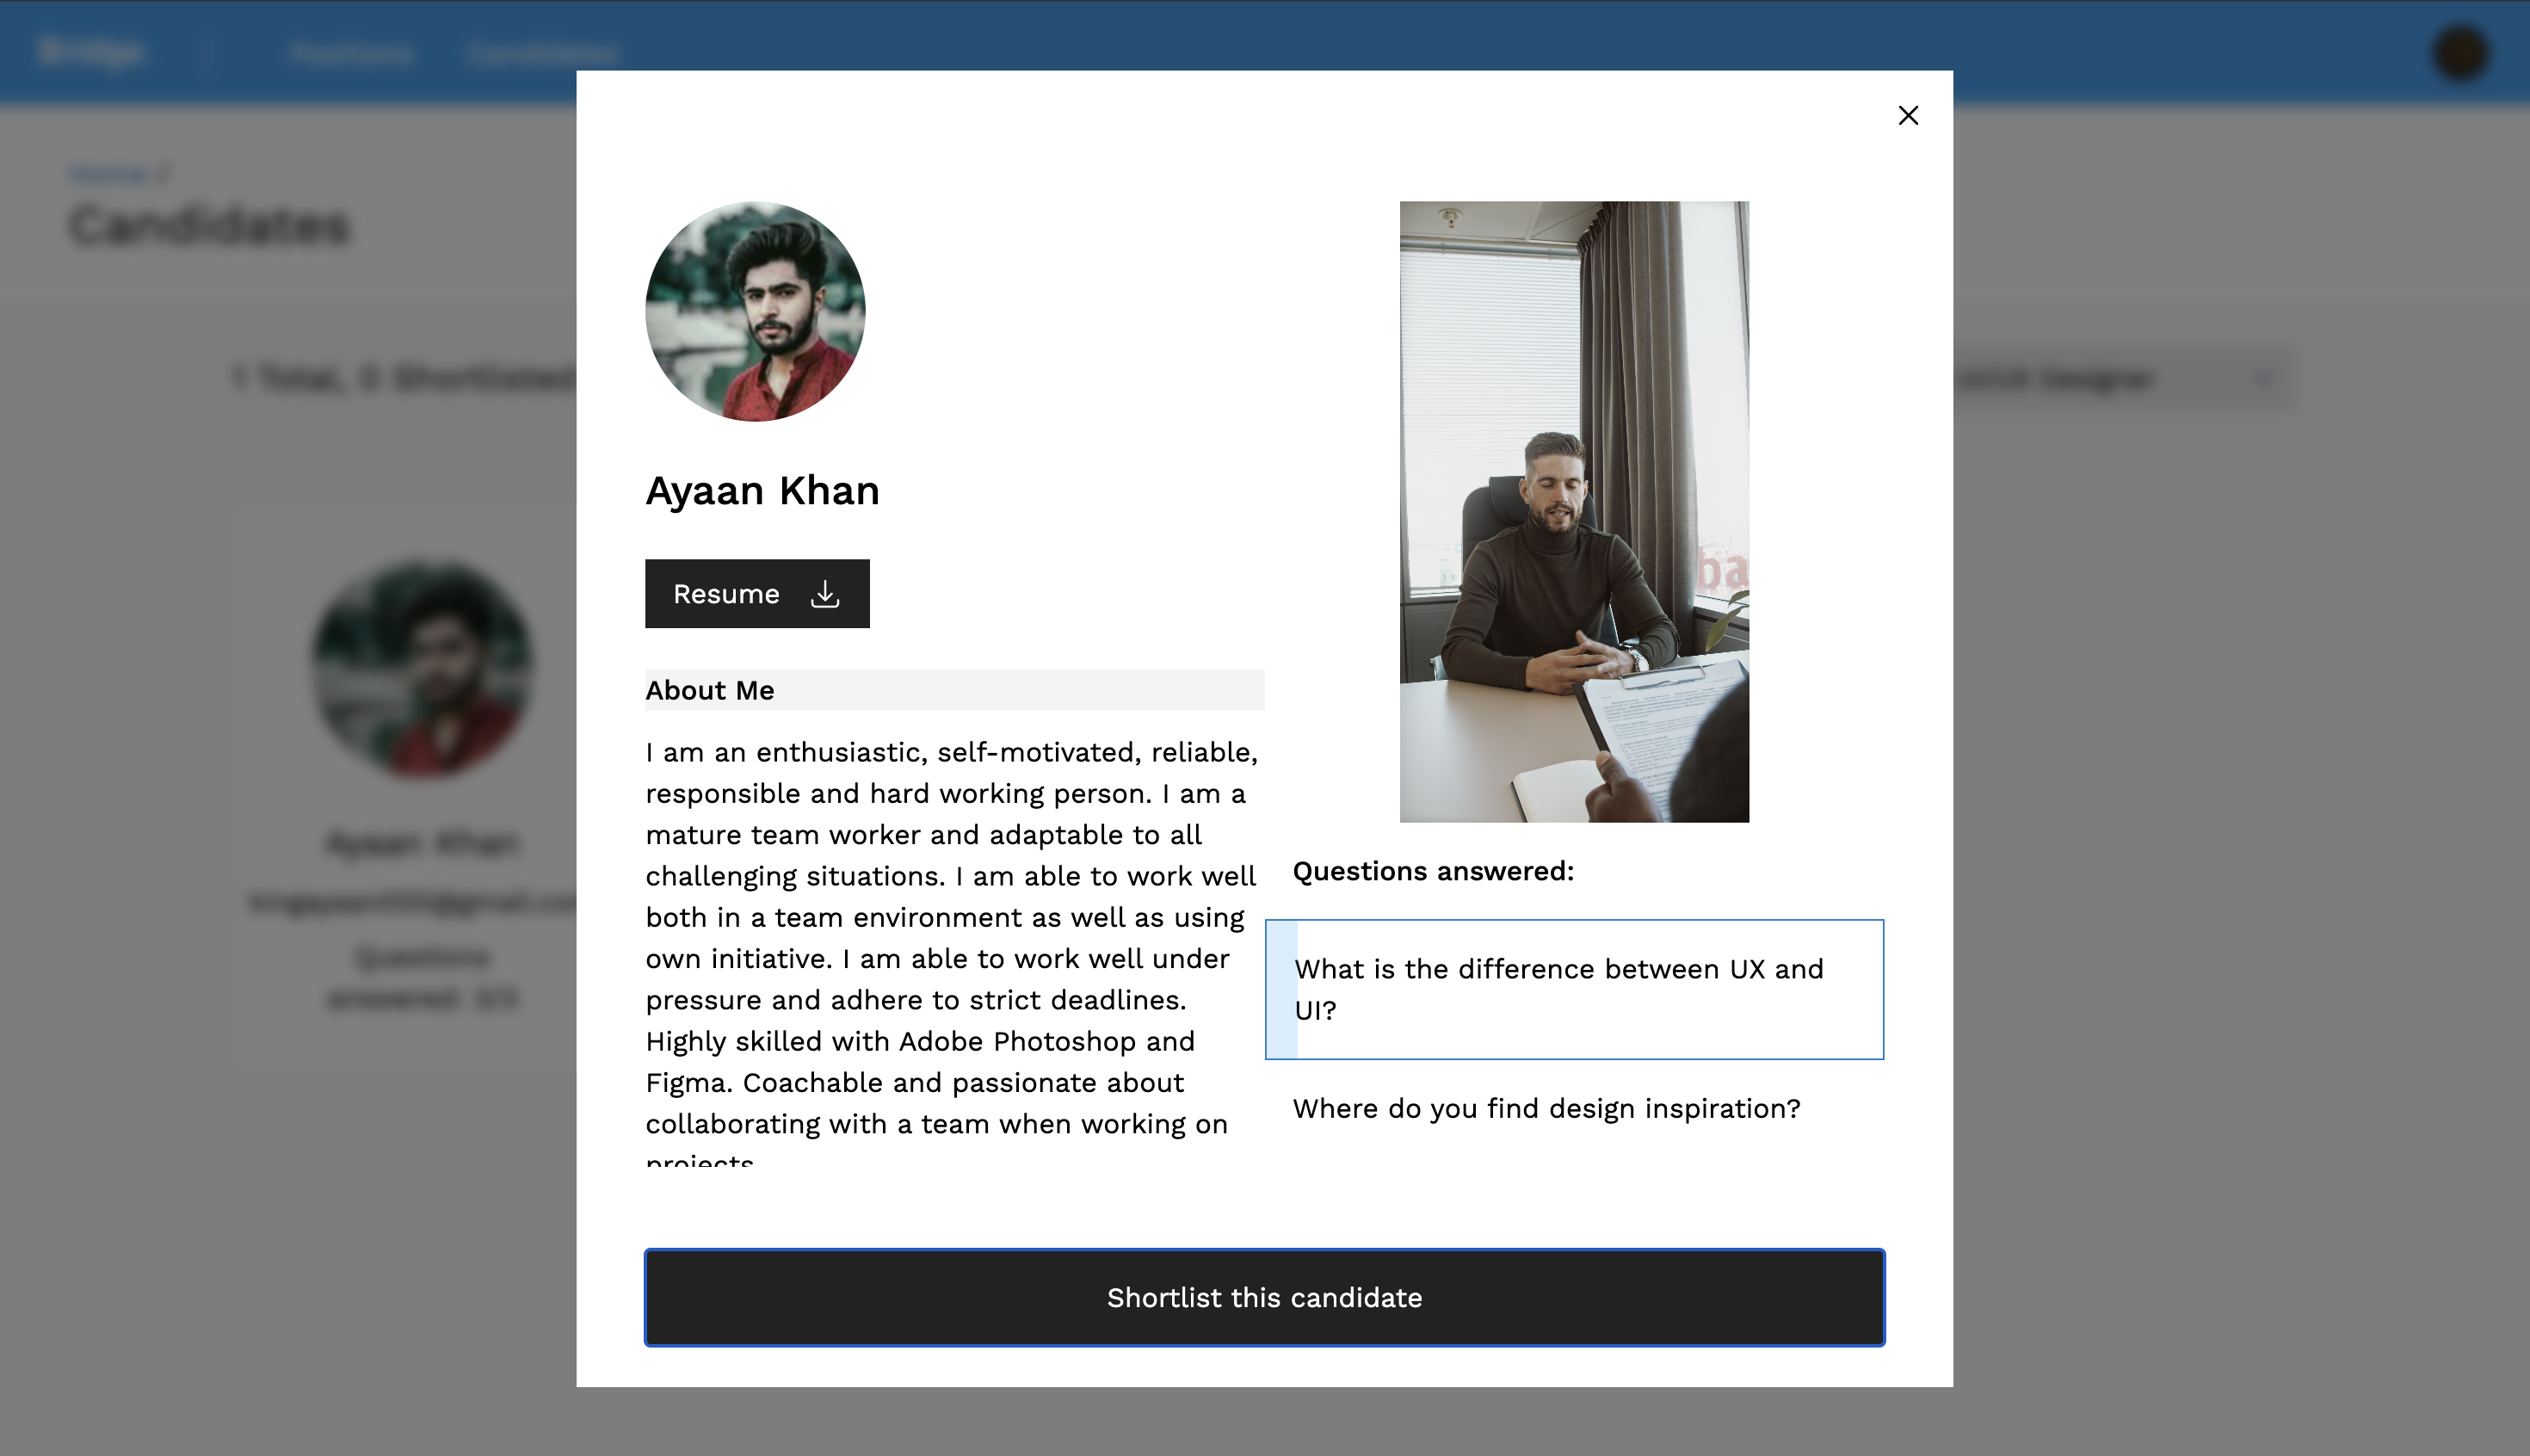 Bridge
Positions
Candidates
Home /
Candidates
1 Total, 0 Shortlisted
Designer
Ayaan Khan
Questions
answered: 3/3
Ayaan Khan
Resume
About Me
I am an enthusiastic, self-motivated, reliable,
responsible and hard working person. I am a
mature team worker and adaptable to all
challenging situations. I am able to work well
both in a team environment as well as using
own initiative. I am able to work well under
pressure and adhere to strict deadlines.
Highly skilled with Adobe Photoshop and
Figma. Coachable and passionate about
collaborating with a team when working on
projects
ba
Questions answered:
What is the difference between UX and
UI?
Where do you find design inspiration?
Shortlist this candidate